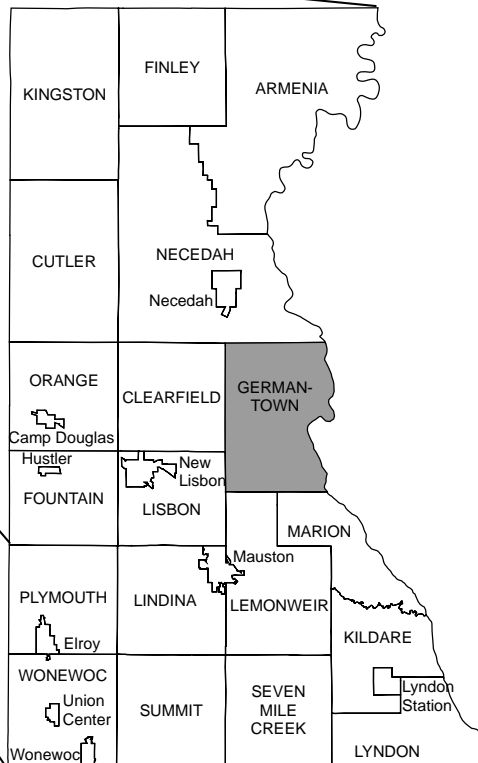 FINLEY
KINGSTON
ARMENIA
CUTLER
NECEDAH
Necedah
ORANGE
CLEARFIELD
GERMAN-
TOWN
Camp Douglas
Hustler
New
Lisbon
FOUNTAIN
LISBON
MARION
Mauston
PLYMOUTH
LINDINA
LEMONWEIR
KILDARE
Elroy
WONEWOC
Union
Center
SUMMIT
SEVEN
MILE
CREEK
Lyndon
Station
Wonewoc
LYNDON